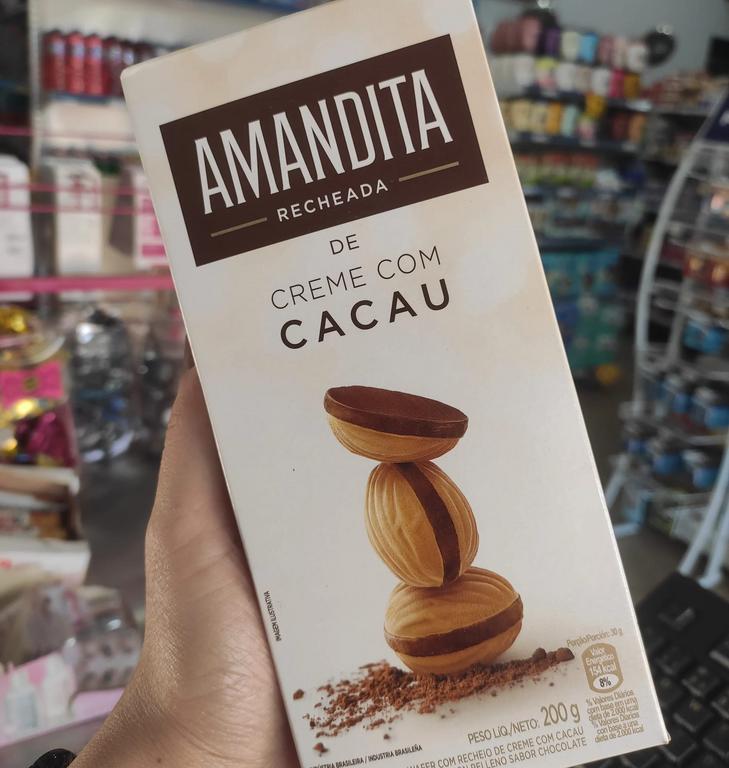 AMANDITA
RECHEADA
DE
CREME COM
CACAU
IMAGEM ILUSTRATIVA
Porção/Porción: 30 g
Valor
Energético
154 kcal
8%
% Valores Diários
com base em uma
dieta de 2.000 kcal
% Valores Diarios
con base a una
dieta de 2.000 kcal
PESO LÍQ./NETO: 200 g
INDÚSTRIA BRASILEIRA / INDUSTRIA BRASILEÑA
WAFER COM RECHEIO DE CREME COM CACAU
RELLENO SABOR CHOCOLATE